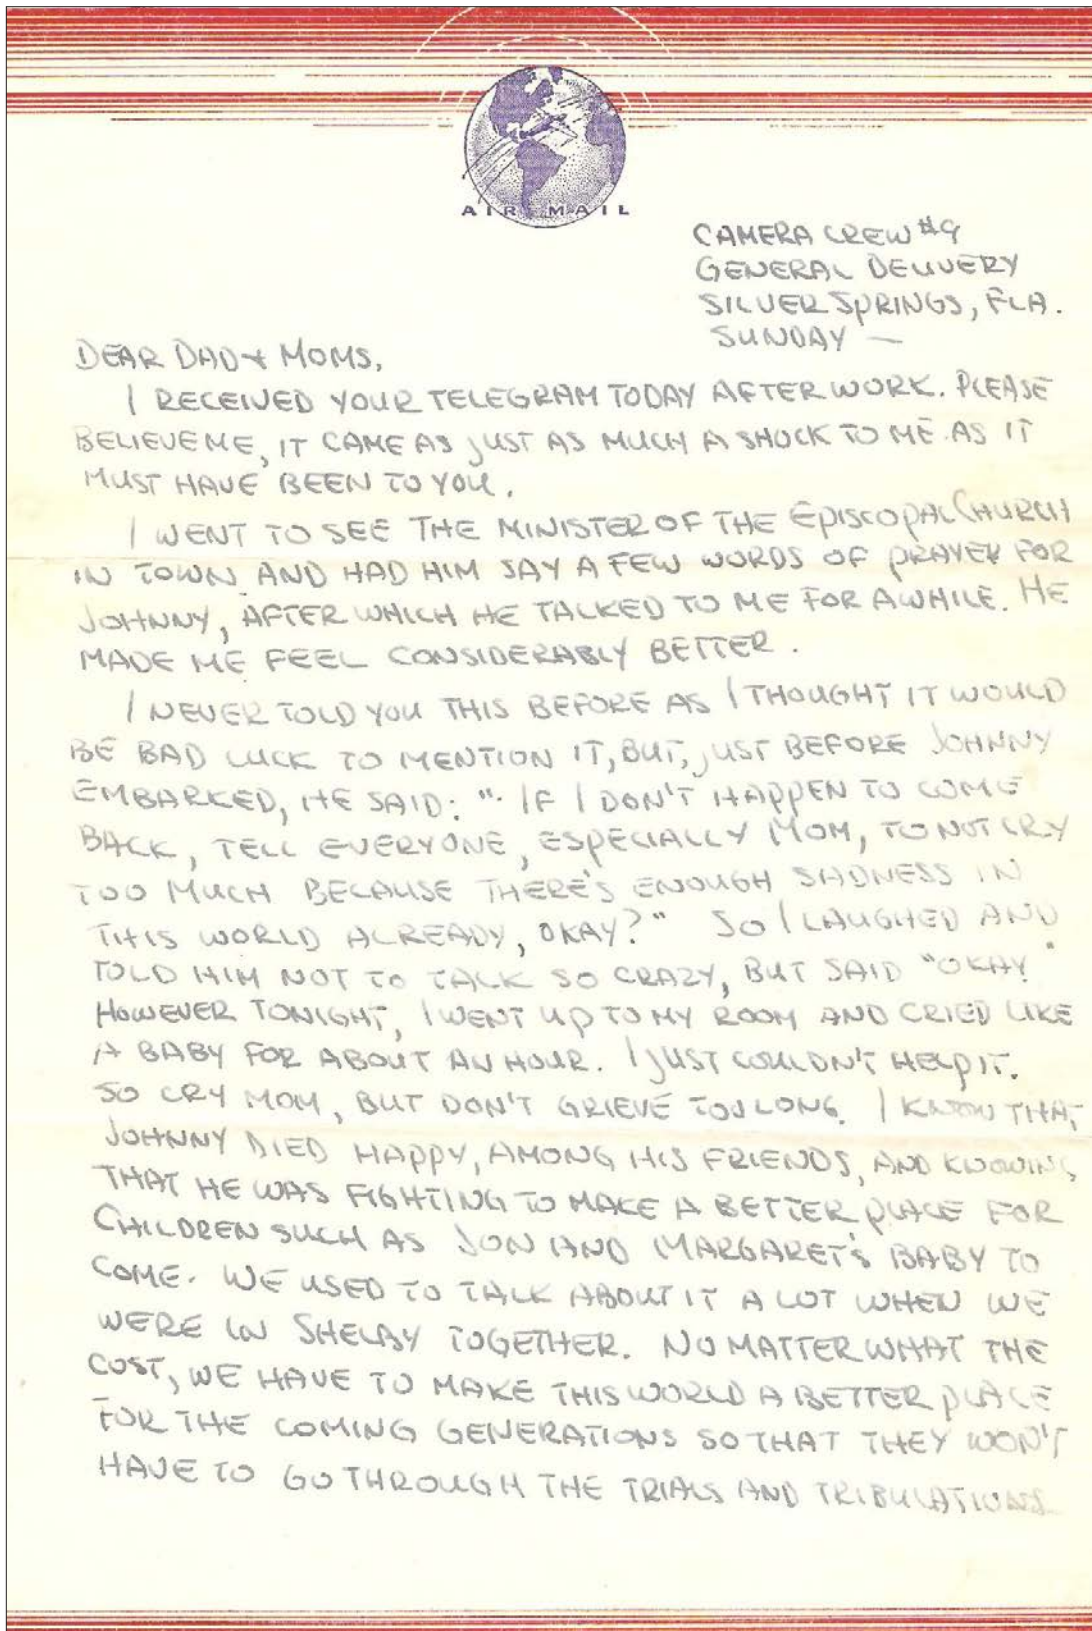 AIR MAIL
CAMERA CREW #9
GENERAL DELIVERY
SILVER SPRINGS, FLA.
SUNDAY —
DEAR DAD & MOMS,
I RECEIVED YOUR TELEGRAM TODAY AFTER WORK. PLEASE
BELIEVE ME, IT CAME AS JUST AS MUCH A SHOCK TO ME AS IT
MUST HAVE BEEN TO YOU.
I WENT TO SEE THE MINISTER OF THE EPISCOPAL CHURCH
IN TOWN AND HAD HIM SAY A FEW WORDS OF PRAYER FOR
JOHNNY, AFTER WHICH HE TALKED TO ME FOR AWHILE. HE
MADE ME FEEL CONSIDERABLY BETTER.
I NEVER TOLD YOU THIS BEFORE AS I THOUGHT IT WOULD
BE BAD LUCK TO MENTION IT, BUT, JUST BEFORE JOHNNY
EMBARKED, HE SAID: "IF I DON'T HAPPEN TO COME
BACK, TELL EVERYONE, ESPECIALLY MOM, TO NOT CRY
TOO MUCH BECAUSE THERE'S ENOUGH SADNESS IN
THIS WORLD ALREADY, OKAY?" SO I LAUGHED AND
TOLD HIM NOT TO TALK SO CRAZY, BUT SAID "OKAY."
HOWEVER TONIGHT, I WENT UP TO MY ROOM AND CRIED LIKE
A BABY FOR ABOUT AN HOUR. I JUST COULDN'T HELP IT.
SO CRY MOM, BUT DON'T GRIEVE TOO LONG. I KNOW THAT
JOHNNY DIED HAPPY, AMONG HIS FRIENDS, AND KNOWING
THAT HE WAS FIGHTING TO MAKE A BETTER PLACE FOR
CHILDREN SUCH AS JON AND MARGARET'S BABY TO
COME. WE USED TO TALK ABOUT IT A LOT WHEN WE
WERE IN SHELBY TOGETHER. NO MATTER WHAT THE
COST, WE HAVE TO MAKE THIS WORLD A BETTER PLACE
FOR THE COMING GENERATIONS SO THAT THEY WON'T
HAVE TO GO THROUGH THE TRIALS AND TRIBULATIONS